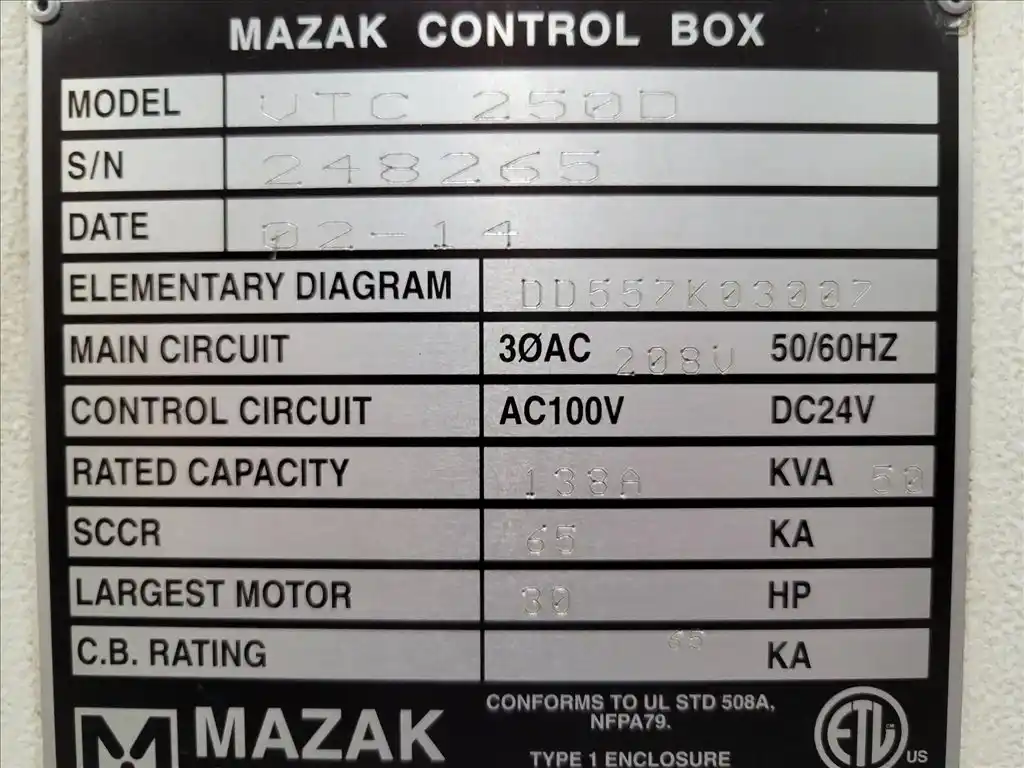 MAZAK CONTROL BOX
MODEL VTC 250D
S/N 248265
DATE 02-14
ELEMENTARY DIAGRAM DD557K03007
MAIN CIRCUIT 3ØAC 208V 50/60HZ
CONTROL CIRCUIT AC100V DC24V
RATED CAPACITY 138A KVA 50
SCCR 65 KA
LARGEST MOTOR 30 HP
C.B. RATING 65 KA
MAZAK
CONFORMS TO UL STD 508A,
NFPA79.
TYPE 1 ENCLOSURE
ETL US